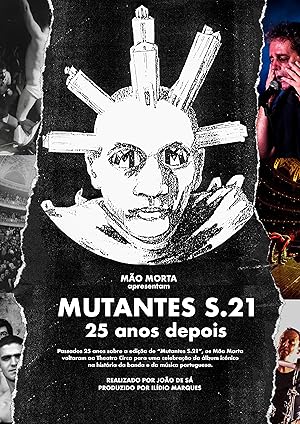 MÃO MORTA
apresentam
MUTANTES S.21
25 anos depois
Passados 25 anos sobre a edição de "Mutantes S.21", os Mão Morta
voltaram ao Theatro Circo para uma celebração do álbum icónico
na história da banda e da música portuguesa.
REALIZADO POR JOÃO DE SÁ
PRODUZIDO POR ILÍDIO MARQUES